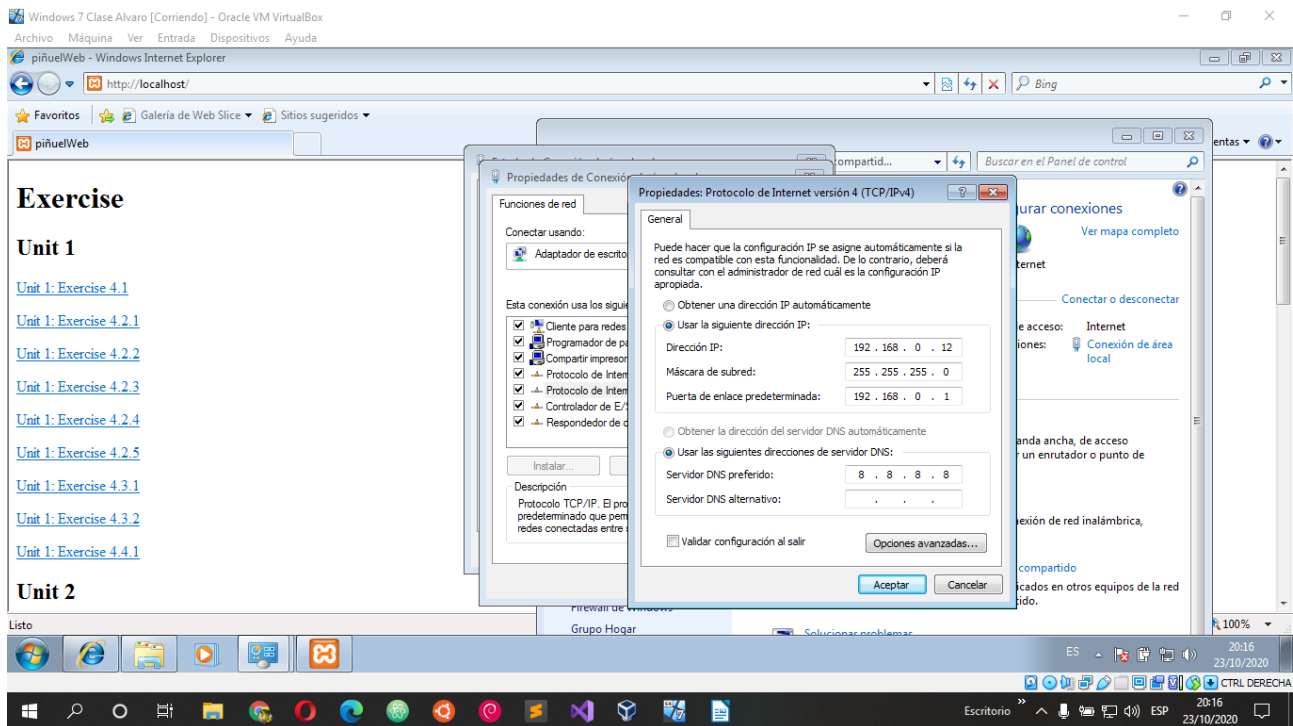 Windows 7 Clase Alvaro [Corriendo] - Oracle VM VirtualBox
Archivo Máquina Ver Entrada Dispositivos Ayuda
piñuelWeb - Windows Internet Explorer
http://localhost/
Bing
Favoritos Galería de Web Slice Sitios sugeridos
piñuelWeb
entas
Exercise
Unit 1
Unit 1: Exercise 4.1
Unit 1: Exercise 4.2.1
Unit 1: Exercise 4.2.2
Unit 1: Exercise 4.2.3
Unit 1: Exercise 4.2.4
Unit 1: Exercise 4.2.5
Unit 1: Exercise 4.3.1
Unit 1: Exercise 4.3.2
Unit 1: Exercise 4.4.1
Unit 2
Listo
100%
Propiedades de Conexión
Funciones de red
Conectar usando:
Adaptador de escrito
Esta conexión usa los siguie
Cliente para redes
Programador de pa
Compartir impresor
Protocolo de Intern
Protocolo de Intern
Controlador de E/S
Respondedor de d
Instalar...
Descripción
Protocolo TCP/IP. El pro
predeterminado que perm
redes conectadas entre s
Propiedades: Protocolo de Internet versión 4 (TCP/IPv4)
General
Puede hacer que la configuración IP se asigne automáticamente si la
red es compatible con esta funcionalidad. De lo contrario, deberá
consultar con el administrador de red cuál es la configuración IP
apropiada.
Obtener una dirección IP automáticamente
Usar la siguiente dirección IP:
Dirección IP: 192 . 168 . 0 . 12
Máscara de subred: 255 . 255 . 255 . 0
Puerta de enlace predeterminada: 192 . 168 . 0 . 1
Obtener la dirección del servidor DNS automáticamente
Usar las siguientes direcciones de servidor DNS:
Servidor DNS preferido: 8 . 8 . 8 . 8
Servidor DNS alternativo: . . .
Validar configuración al salir
Opciones avanzadas...
Aceptar Cancelar
compartid...
Buscar en el Panel de control
urar conexiones
Ver mapa completo
ternet
Conectar o desconectar
e acceso: Internet
iones: Conexión de área
local
anda ancha, de acceso
r un enrutador o punto de
nexión de red inalámbrica,
compartido
icados en otros equipos de la red
cido.
Firewall de Windows
Grupo Hogar
Solucionar problemas
ES
20:16
23/10/2020
CTRL DERECHA
Escritorio
ESP
20:16
23/10/2020